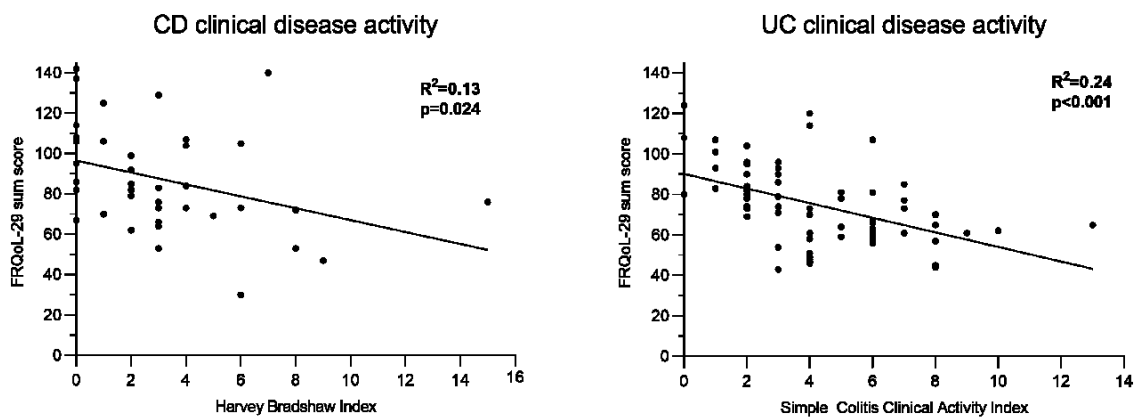 CD clinical disease activity
R²=0.13
p=0.024
FRQoL-29 sum score
140
120
100
80
60
40
20
0
0 2 4 6 8 10 12 14 16
Harvey Bradshaw Index
UC clinical disease activity
R²=0.24
p<0.001
FRQoL-29 sum score
140
120
100
80
60
40
20
0
0 2 4 6 8 10 12 14
Simple Colitis Clinical Activity Index